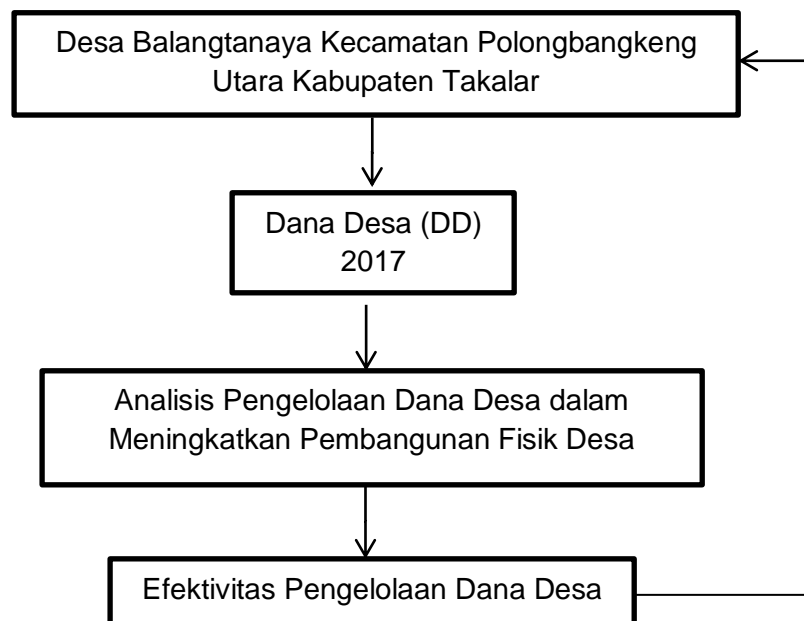 Desa Balangtanaya Kecamatan Polongbangkeng
Utara Kabupaten Takalar
Dana Desa (DD)
2017
Analisis Pengelolaan Dana Desa dalam
Meningkatkan Pembangunan Fisik Desa
Efektivitas Pengelolaan Dana Desa